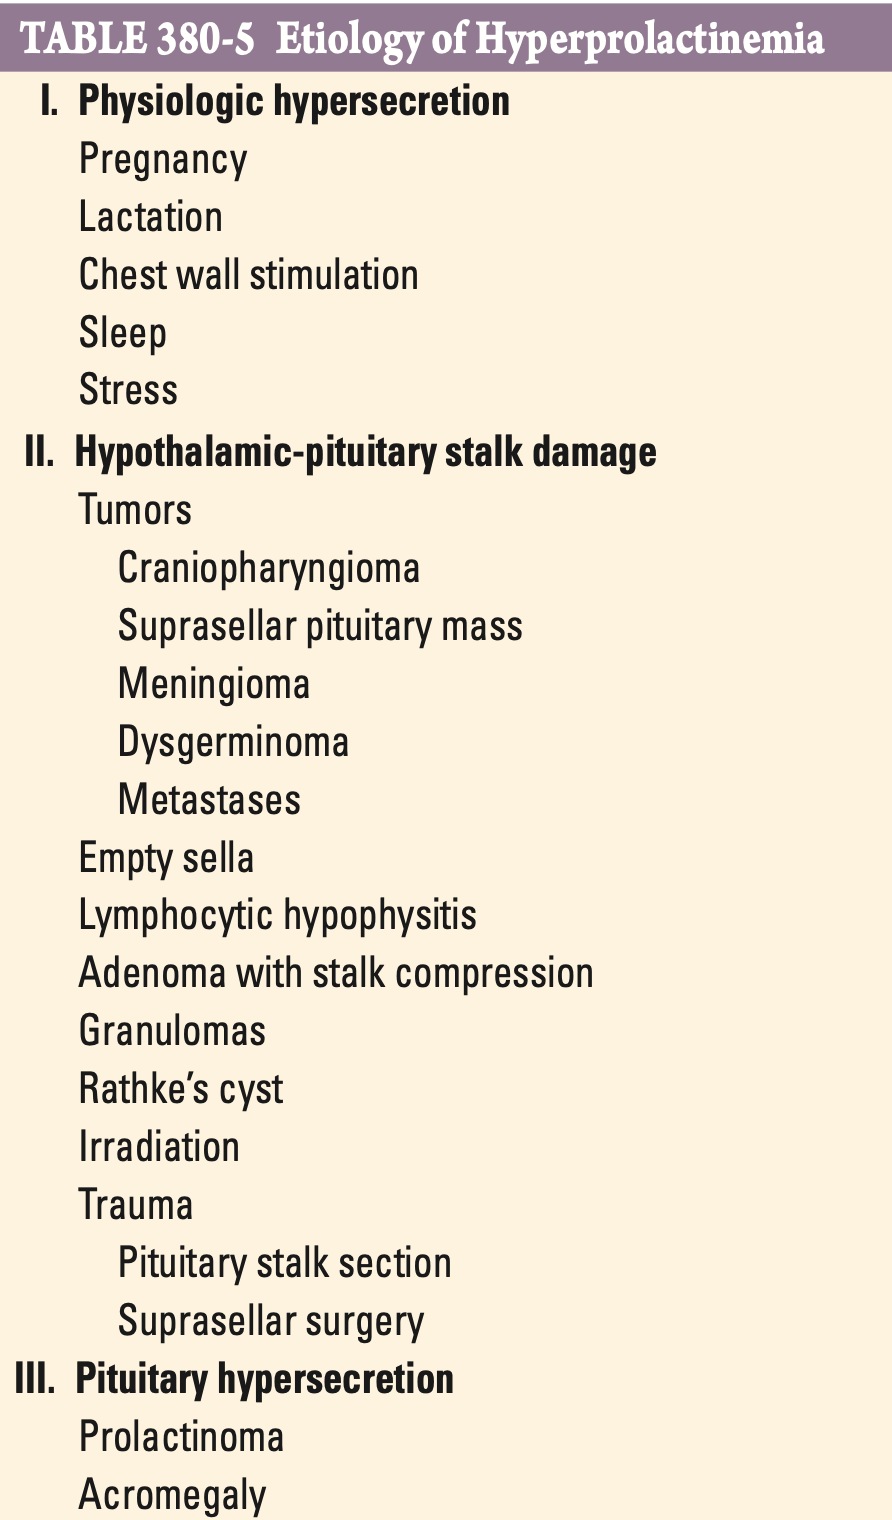 TABLE 380-5 Etiology of Hyperprolactinemia
I. Physiologic hypersecretion
Pregnancy
Lactation
Chest wall stimulation
Sleep
Stress
II. Hypothalamic-pituitary stalk damage
Tumors
Craniopharyngioma
Suprasellar pituitary mass
Meningioma
Dysgerminoma
Metastases
Empty sella
Lymphocytic hypophysitis
Adenoma with stalk compression
Granulomas
Rathke’s cyst
Irradiation
Trauma
Pituitary stalk section
Suprasellar surgery
III. Pituitary hypersecretion
Prolactinoma
Acromegaly